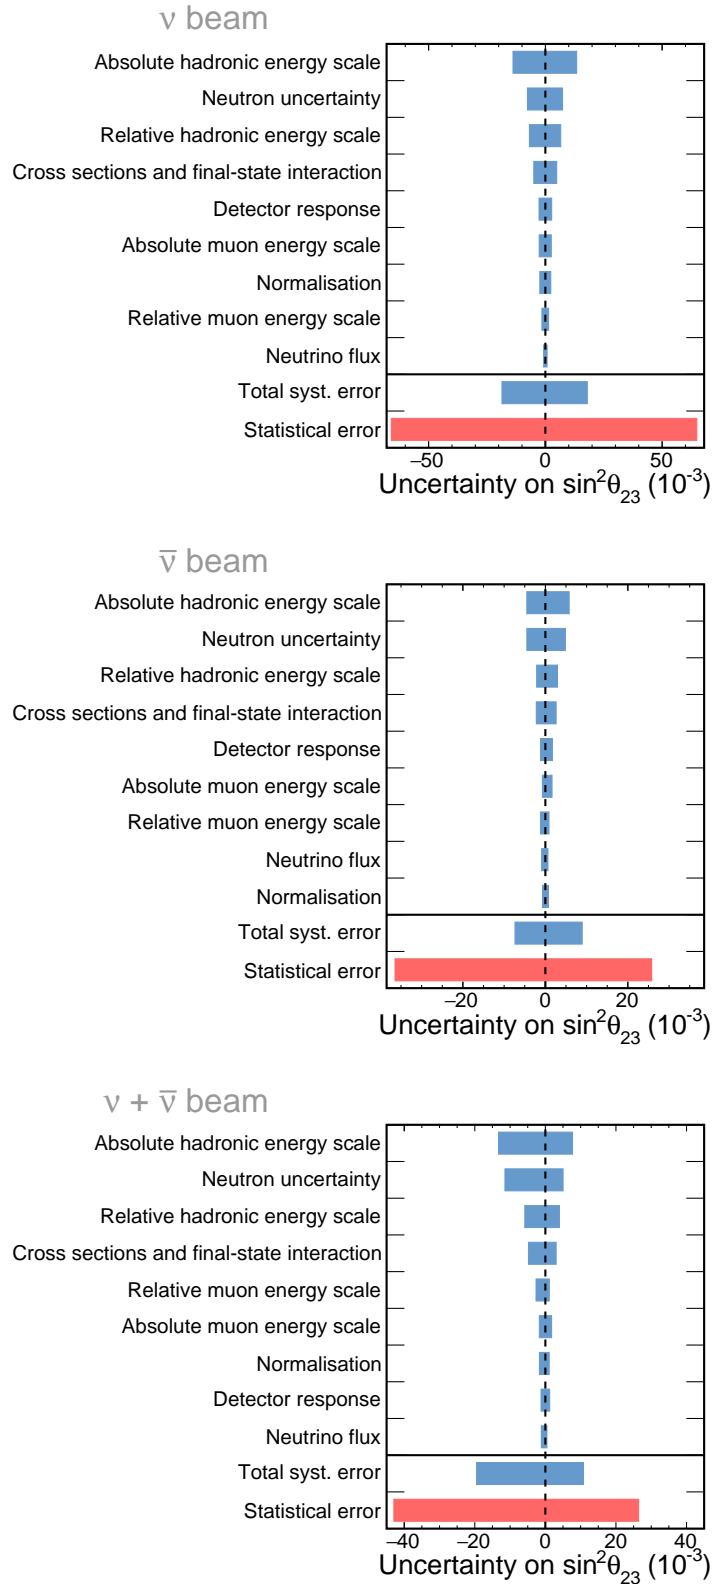 ν beam
Absolute hadronic energy scale
Neutron uncertainty
Relative hadronic energy scale
Cross sections and final-state interaction
Detector response
Absolute muon energy scale
Normalisation
Relative muon energy scale
Neutrino flux
Total syst. error
Statistical error
−50 0 50
Uncertainty on sin²θ₂₃ (10⁻³)
ν̅ beam
Absolute hadronic energy scale
Neutron uncertainty
Relative hadronic energy scale
Cross sections and final-state interaction
Detector response
Absolute muon energy scale
Relative muon energy scale
Neutrino flux
Normalisation
Total syst. error
Statistical error
−20 0 20
Uncertainty on sin²θ₂₃ (10⁻³)
ν + ν̅ beam
Absolute hadronic energy scale
Neutron uncertainty
Relative hadronic energy scale
Cross sections and final-state interaction
Relative muon energy scale
Absolute muon energy scale
Normalisation
Detector response
Neutrino flux
Total syst. error
Statistical error
−40 −20 0 20 40
Uncertainty on sin²θ₂₃ (10⁻³)